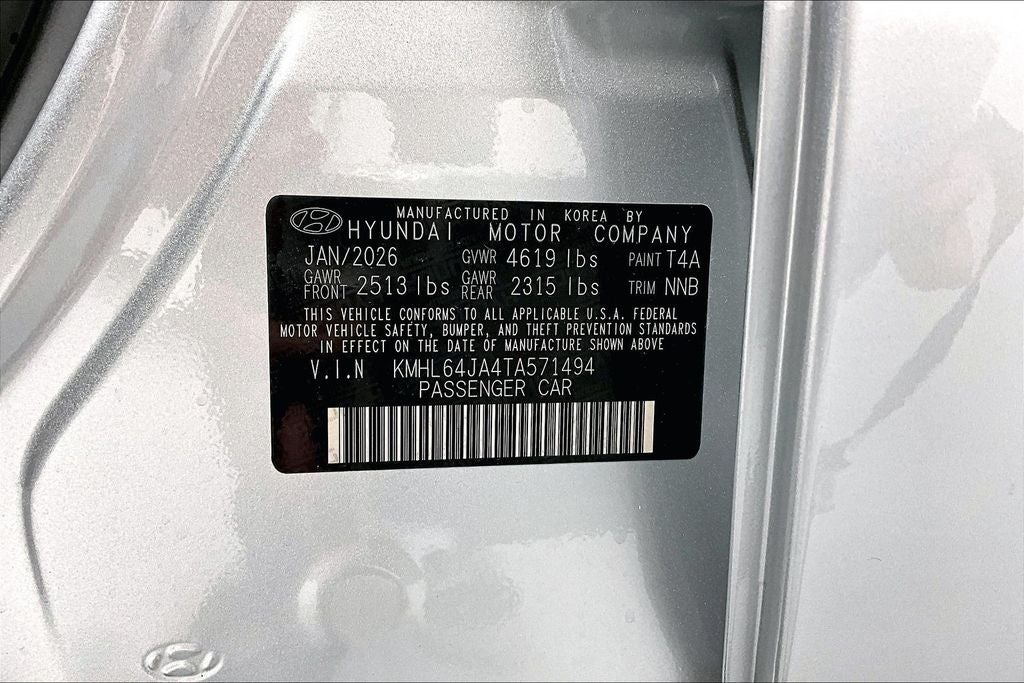 MANUFACTURED IN KOREA BY
HYUNDAI MOTOR COMPANY
JAN/2026 GVWR 4619 lbs PAINT T4A
GAWR FRONT 2513 lbs GAWR REAR 2315 lbs TRIM NNB
THIS VEHICLE CONFORMS TO ALL APPLICABLE U.S.A. FEDERAL
MOTOR VEHICLE SAFETY, BUMPER, AND THEFT PREVENTION STANDARDS
IN EFFECT ON THE DATE OF MANUFACTURE SHOWN ABOVE
V.I.N KMHL64JA4TA571494
PASSENGER CAR